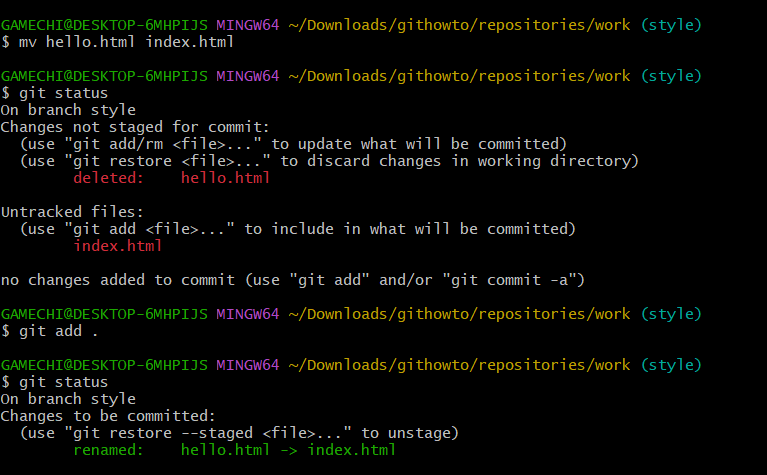 GAMECHI@DESKTOP-6MHPIJS MINGW64 ~/Downloads/githowto/repositories/work (style)
$ mv hello.html index.html
GAMECHI@DESKTOP-6MHPIJS MINGW64 ~/Downloads/githowto/repositories/work (style)
$ git status
On branch style
Changes not staged for commit:
  (use "git add/rm <file>..." to update what will be committed)
  (use "git restore <file>..." to discard changes in working directory)
        deleted:    hello.html
Untracked files:
  (use "git add <file>..." to include in what will be committed)
        index.html
no changes added to commit (use "git add" and/or "git commit -a")
GAMECHI@DESKTOP-6MHPIJS MINGW64 ~/Downloads/githowto/repositories/work (style)
$ git add .
GAMECHI@DESKTOP-6MHPIJS MINGW64 ~/Downloads/githowto/repositories/work (style)
$ git status
On branch style
Changes to be committed:
  (use "git restore --staged <file>..." to unstage)
        renamed:    hello.html -> index.html